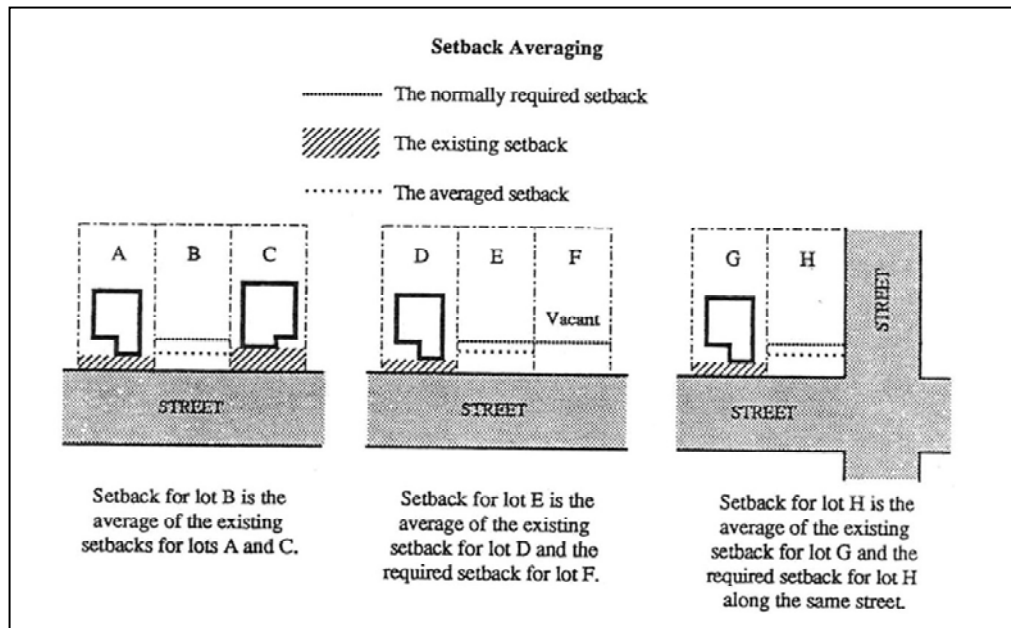 Setback Averaging
The normally required setback
The existing setback
The averaged setback
A
B
C
STREET
Setback for lot B is the
average of the existing
setbacks for lots A and C.
D
E
F
Vacant
STREET
Setback for lot E is the
average of the existing
setback for lot D and the
required setback for lot F.
G
H
STREET
STREET
Setback for lot H is the
average of the existing
setback for lot G and the
required setback for lot H
along the same street.